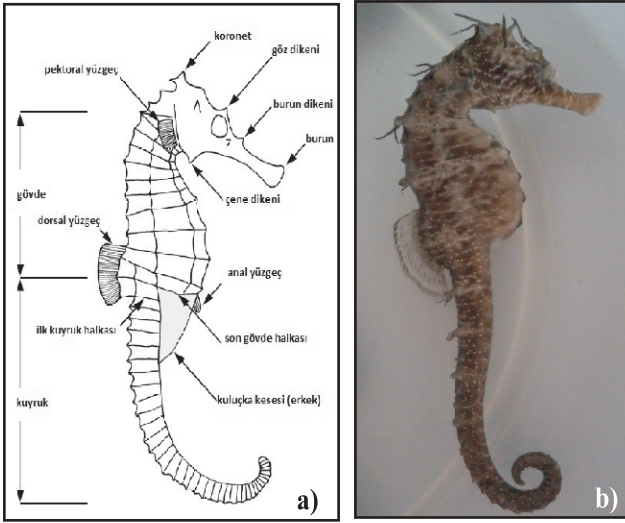 koronet
göz dikeni
pektoral yüzgeç
burun dikeni
burun
gövde
çene dikeni
dorsal yüzgeç
anal yüzgeç
ilk kuyruk halkası
son gövde halkası
kuyruk
kuluçka kesesi (erkek)
a)
b)